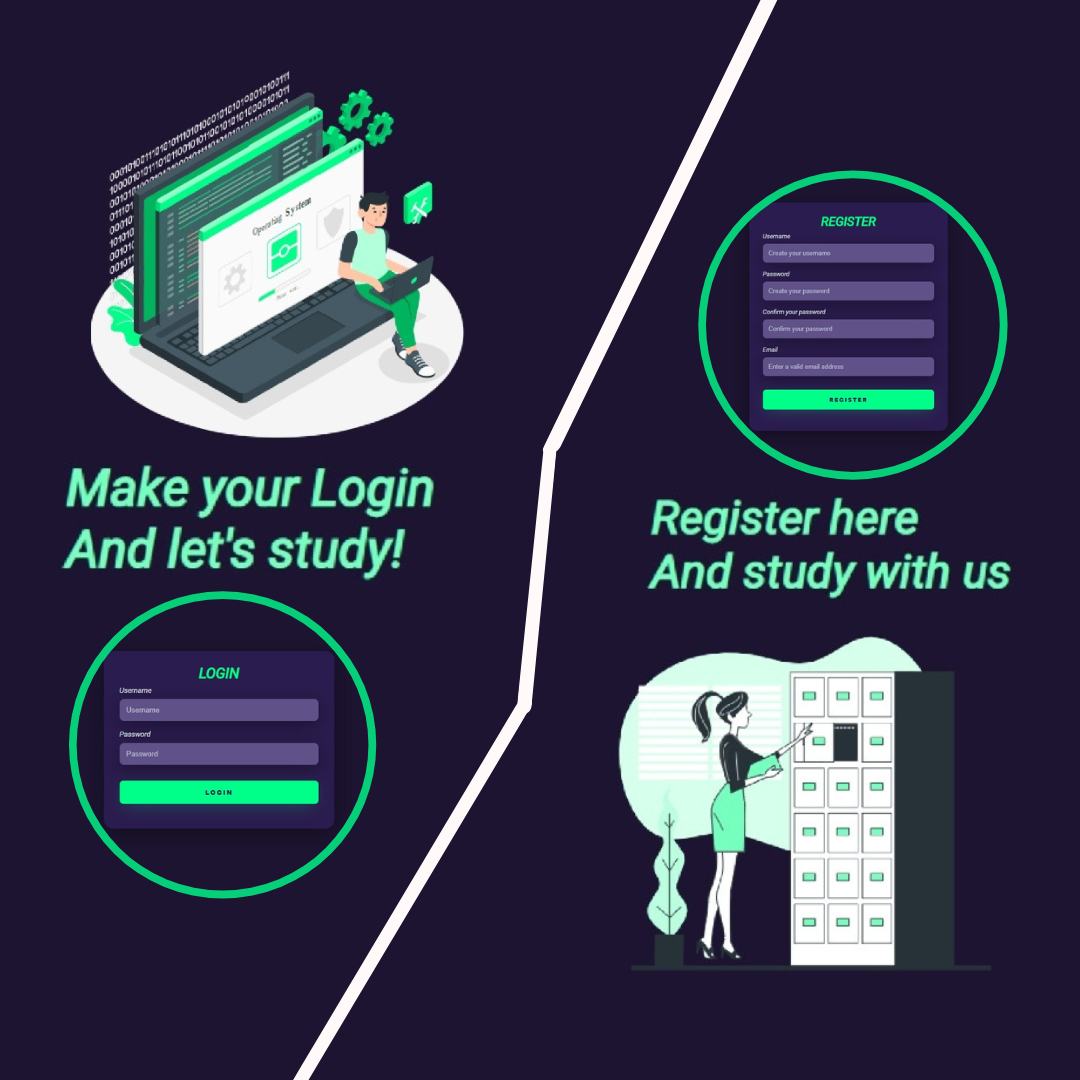 Operating System
Make your Login
And let's study!
LOGIN
Username
Username
Password
Password
LOGIN
REGISTER
Username
Create your username
Password
Create your password
Confirm your password
Confirm your password
Email
Enter a valid email address
REGISTER
Register here
And study with us